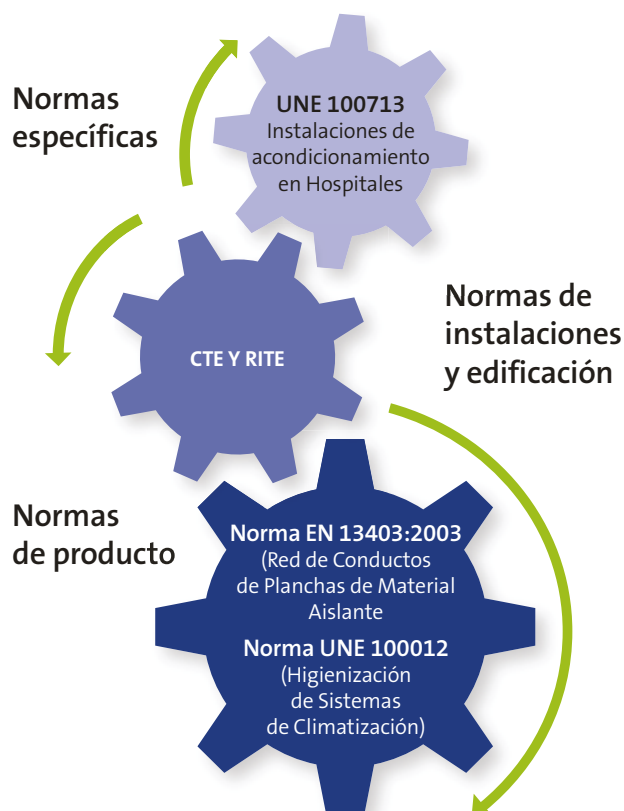 Normas
específicas
UNE 100713
Instalaciones de
acondicionamiento
en Hospitales
CTE Y RITE
Normas de
instalaciones
y edificación
Normas
de producto
Norma EN 13403:2003
(Red de Conductos
de Planchas de Material
Aislante
Norma UNE 100012
(Higienización
de Sistemas
de Climatización)